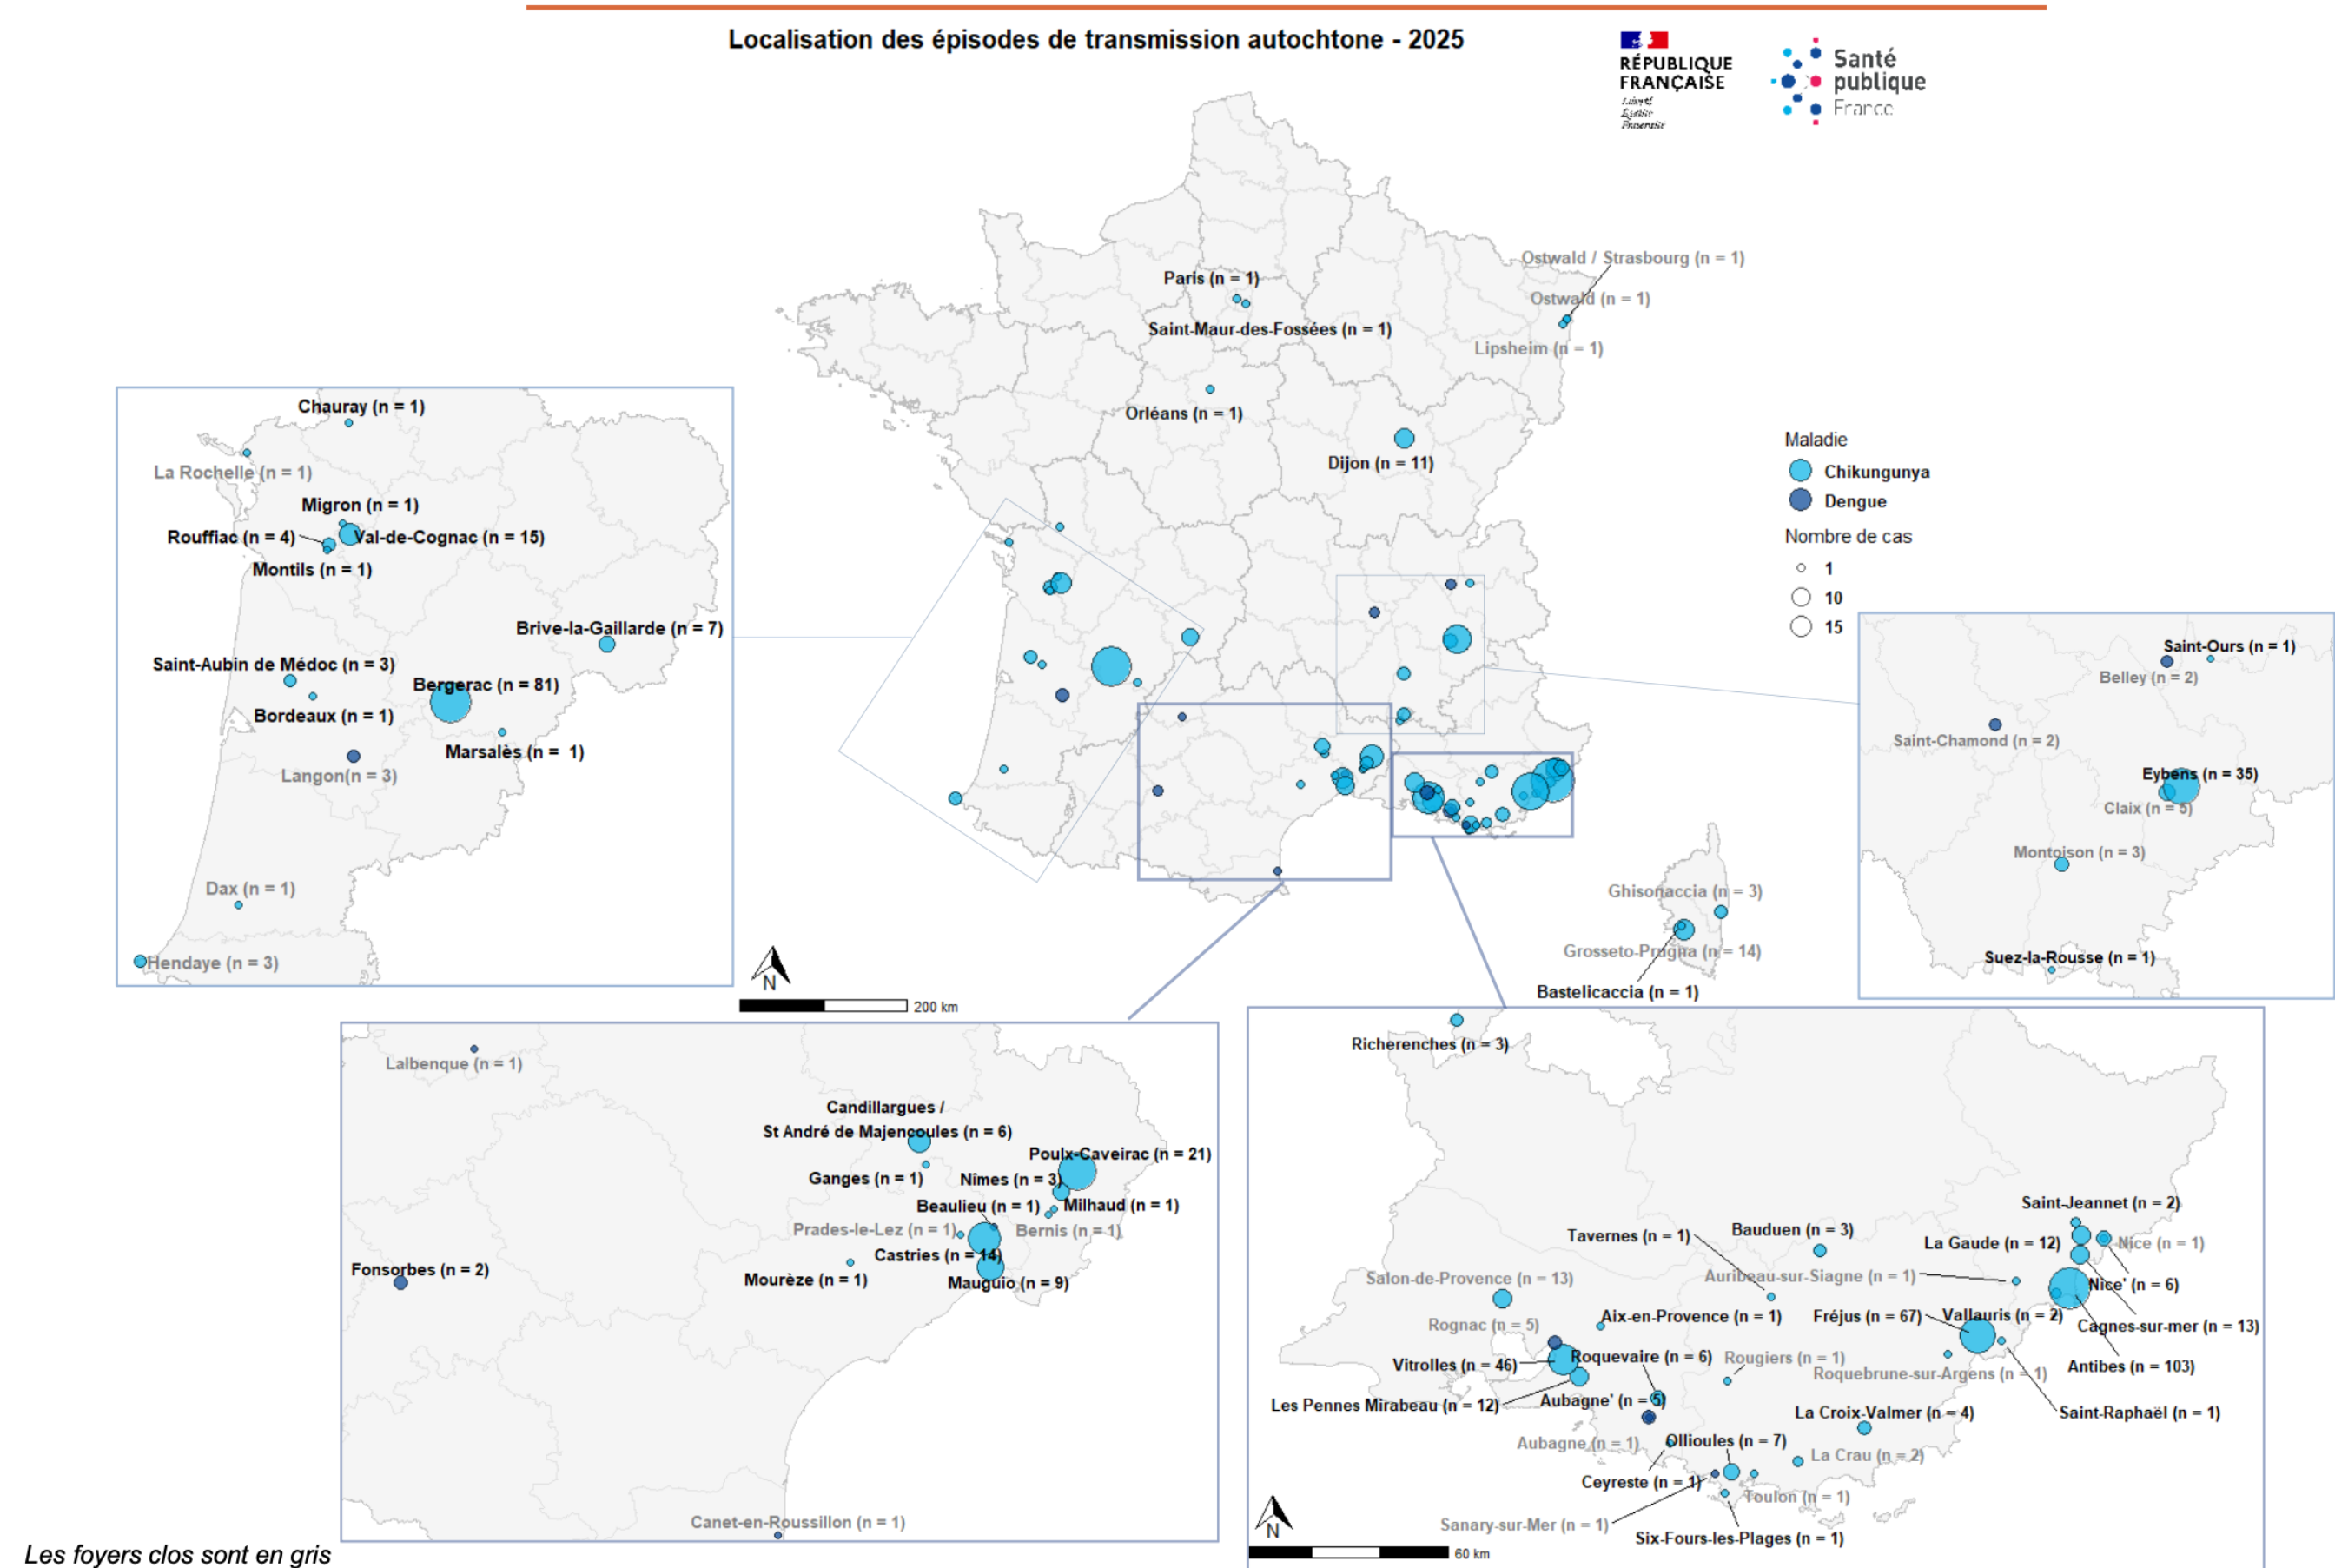 Localisation des épisodes de transmission autochtone - 2025
RÉPUBLIQUE
FRANÇAISE
Liberté
Égalité
Fraternité
Santé
publique
France
Ostwald / Strasbourg (n = 1)
Paris (n = 1)
Ostwald (n = 1)
Saint-Maur-des-Fossées (n = 1)
Lipsheim (n = 1)
Orléans (n = 1)
Dijon (n = 11)
Maladie
Chikungunya
Dengue
Nombre de cas
1
10
15
Chauray (n = 1)
La Rochelle (n = 1)
Migron (n = 1)
Rouffiac (n = 4)
Val-de-Cognac (n = 15)
Montils (n = 1)
Brive-la-Gaillarde (n = 7)
Saint-Aubin de Médoc (n = 3)
Bergerac (n = 81)
Bordeaux (n = 1)
Marsalès (n = 1)
Langon(n = 3)
Dax (n = 1)
Hendaye (n = 3)
Saint-Ours (n = 1)
Belley (n = 2)
Saint-Chamond (n = 2)
Eybens (n = 35)
Claix (n = 5)
Montoison (n = 3)
Suez-la-Rousse (n = 1)
Ghisonaccia (n = 3)
Grosseto-Prugna (n = 14)
Bastelicaccia (n = 1)
N
200 km
Lalbenque (n = 1)
Candillargues /
St André de Majencoules (n = 6)
Poulx-Caveirac (n = 21)
Ganges (n = 1)
Nîmes (n = 3)
Beaulieu (n = 1)
Milhaud (n = 1)
Prades-le-Lez (n = 1)
Bernis (n = 1)
Castries (n = 14)
Fonsorbes (n = 2)
Mourèze (n = 1)
Mauguio (n = 9)
Canet-en-Roussillon (n = 1)
Richerenches (n = 3)
Saint-Jeannet (n = 2)
Tavernes (n = 1)
Bauduen (n = 3)
La Gaude (n = 12)
Nice (n = 1)
Salon-de-Provence (n = 13)
Auribeau-sur-Siagne (n = 1)
Nice' (n = 6)
Rognac (n = 5)
Aix-en-Provence (n = 1)
Fréjus (n = 67)
Vallauris (n = 2)
Cagnes-sur-mer (n = 13)
Vitrolles (n = 46)
Roquevaire (n = 6)
Rougiers (n = 1)
Antibes (n = 103)
Roquebrune-sur-Argens (n = 1)
Les Pennes Mirabeau (n = 12)
Aubagne' (n = 5)
La Croix-Valmer (n = 4)
Saint-Raphaël (n = 1)
Aubagne (n = 1)
Ollioules (n = 7)
La Crau (n = 2)
Ceyreste (n = 1)
Toulon (n = 1)
Sanary-sur-Mer (n = 1)
Six-Fours-les-Plages (n = 1)
N
60 km
Les foyers clos sont en gris